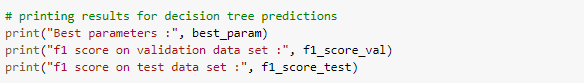 # printing results for decision tree predictions
print("Best parameters :", best_param)
print("f1 score on validation data set :", f1_score_val)
print("f1 score on test data set :", f1_score_test)